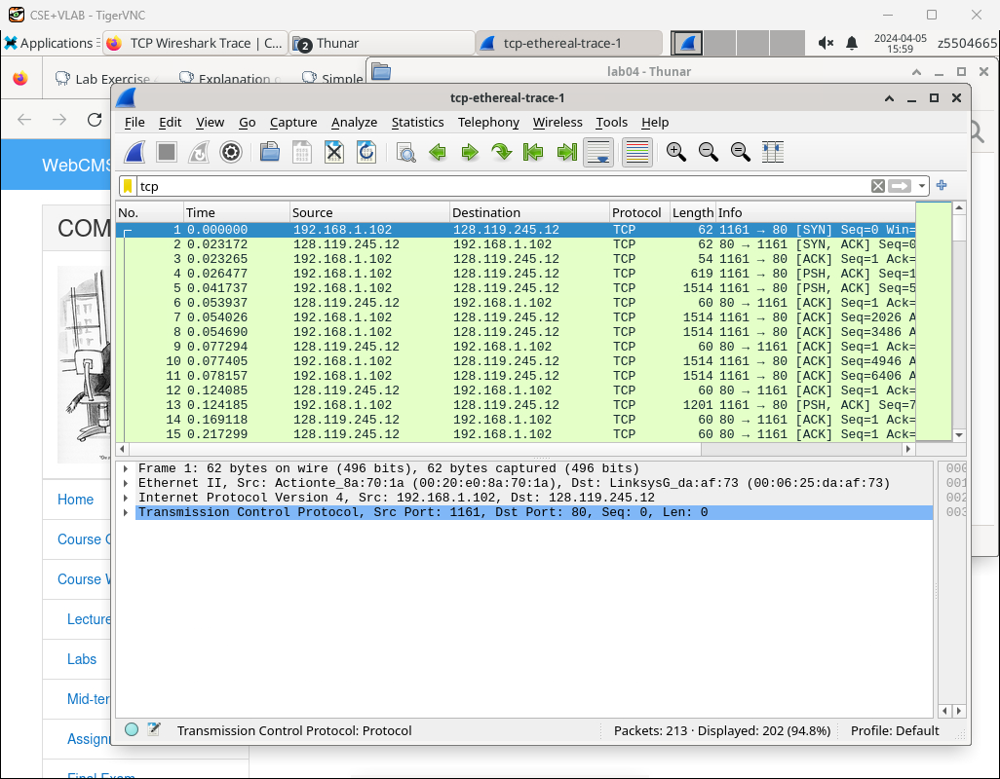 CSE+VLAB - TigerVNC
Applications
TCP Wireshark Trace | C...
2 Thunar
tcp-ethereal-trace-1
2024-04-05
15:59
z5504665
Lab Exercise
Explanation o
Simple
lab04 - Thunar
tcp-ethereal-trace-1
File Edit View Go Capture Analyze Statistics Telephony Wireless Tools Help
tcp
No. Time Source Destination Protocol Length Info
1 0.000000 192.168.1.102 128.119.245.12 TCP 62 1161 → 80 [SYN] Seq=0 Win=
2 0.023172 128.119.245.12 192.168.1.102 TCP 62 80 → 1161 [SYN, ACK] Seq=0
3 0.023265 192.168.1.102 128.119.245.12 TCP 54 1161 → 80 [ACK] Seq=1 Ack=
4 0.026477 192.168.1.102 128.119.245.12 TCP 619 1161 → 80 [PSH, ACK] Seq=1
5 0.041737 192.168.1.102 128.119.245.12 TCP 1514 1161 → 80 [PSH, ACK] Seq=5
6 0.053937 128.119.245.12 192.168.1.102 TCP 60 80 → 1161 [ACK] Seq=1 Ack=
7 0.054026 192.168.1.102 128.119.245.12 TCP 1514 1161 → 80 [ACK] Seq=2026 A
8 0.054690 192.168.1.102 128.119.245.12 TCP 1514 1161 → 80 [ACK] Seq=3486 A
9 0.077294 128.119.245.12 192.168.1.102 TCP 60 80 → 1161 [ACK] Seq=1 Ack=
10 0.077405 192.168.1.102 128.119.245.12 TCP 1514 1161 → 80 [ACK] Seq=4946 A
11 0.078157 192.168.1.102 128.119.245.12 TCP 1514 1161 → 80 [ACK] Seq=6406 A
12 0.124085 128.119.245.12 192.168.1.102 TCP 60 80 → 1161 [ACK] Seq=1 Ack=
13 0.124185 192.168.1.102 128.119.245.12 TCP 1201 1161 → 80 [PSH, ACK] Seq=7
14 0.169118 128.119.245.12 192.168.1.102 TCP 60 80 → 1161 [ACK] Seq=1 Ack=
15 0.217299 128.119.245.12 192.168.1.102 TCP 60 80 → 1161 [ACK] Seq=1 Ack=
Frame 1: 62 bytes on wire (496 bits), 62 bytes captured (496 bits)
Ethernet II, Src: Actionte_8a:70:1a (00:20:e0:8a:70:1a), Dst: LinksysG_da:af:73 (00:06:25:da:af:73)
Internet Protocol Version 4, Src: 192.168.1.102, Dst: 128.119.245.12
Transmission Control Protocol, Src Port: 1161, Dst Port: 80, Seq: 0, Len: 0
000
001
002
003
Transmission Control Protocol: Protocol
Packets: 213 · Displayed: 202 (94.8%)
Profile: Default
WebCMS
COM
Home
Course O
Course W
Lecture
Labs
Mid-ter
Assignn
Final Exam